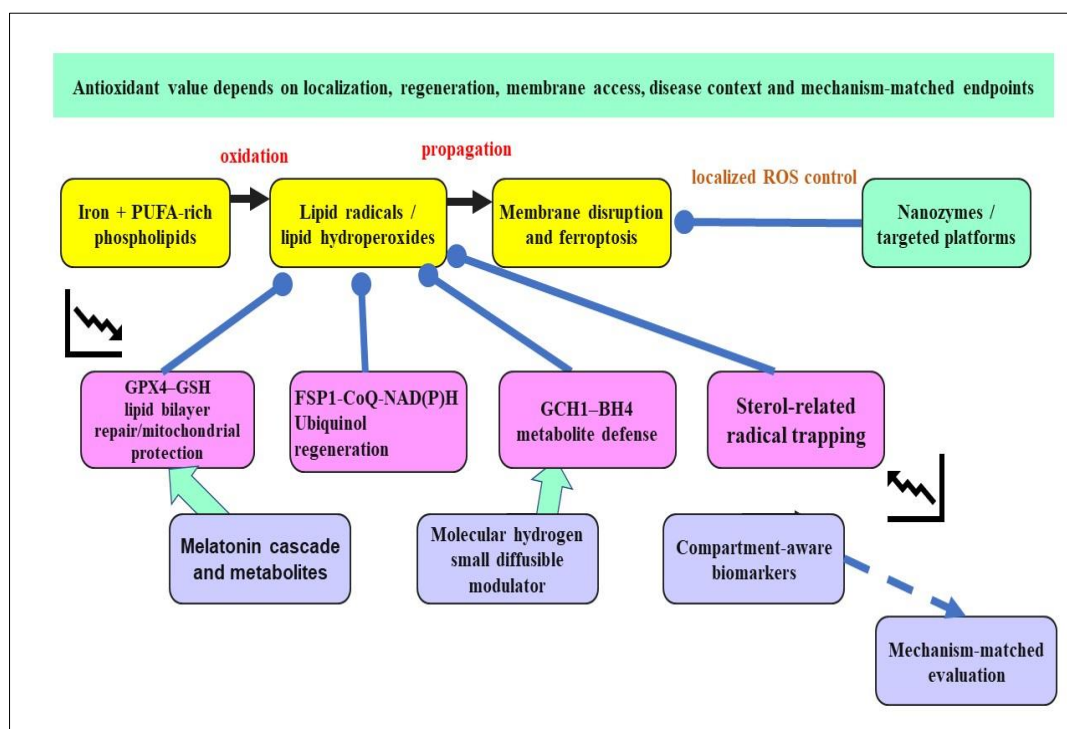 Antioxidant value depends on localization, regeneration, membrane access, disease context and mechanism-matched endpoints
oxidation
propagation
localized ROS control
Iron + PUFA-rich
phospholipids
Lipid radicals /
lipid hydroperoxides
Membrane disruption
and ferroptosis
Nanozymes /
targeted platforms
GPX4–GSH
lipid bilayer
repair/mitochondrial
protection
FSP1-CoQ-NAD(P)H
Ubiquinol
regeneration
GCH1–BH4
metabolite defense
Sterol-related
radical trapping
Melatonin cascade
and metabolites
Molecular hydrogen
small diffusible
modulator
Compartment-aware
biomarkers
Mechanism-matched
evaluation